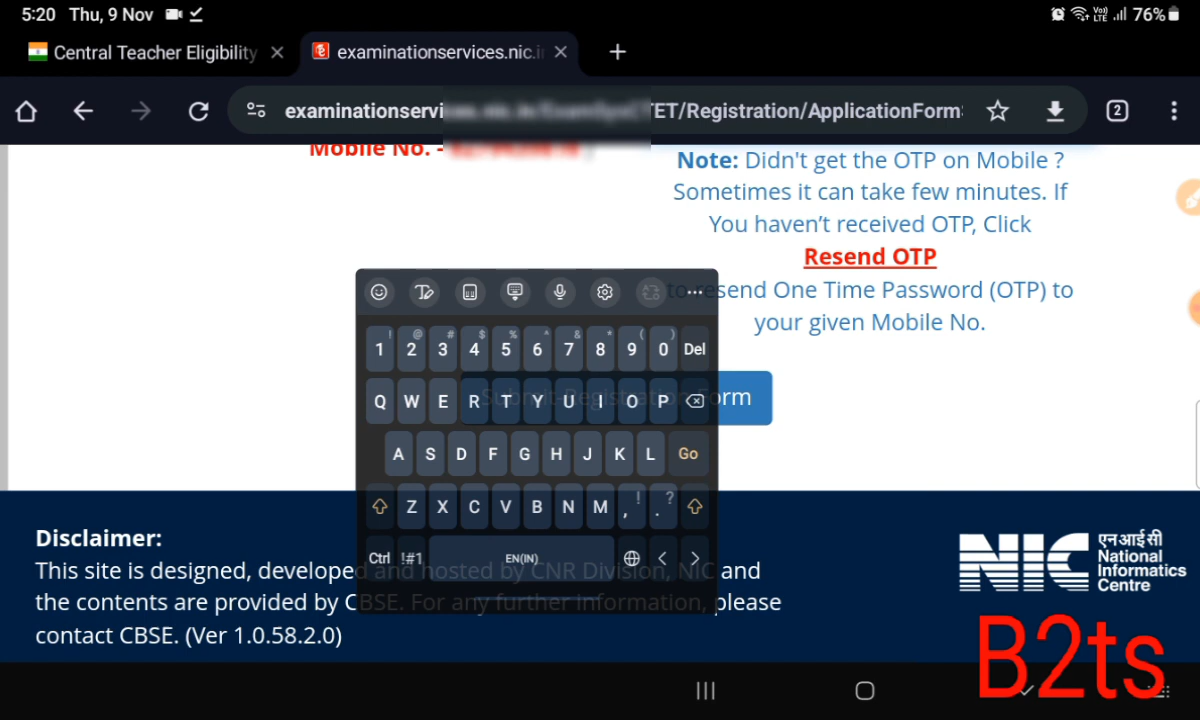 5:20 Thu, 9 Nov
Vo) LTE 76%
Central Teacher Eligibility
examinationservices.nic.i
examinationservi ET/Registration/ApplicationForm
2
Mobile No. -
Note: Didn't get the OTP on Mobile ?
Sometimes it can take few minutes. If
You haven't received OTP, Click
Resend OTP
to resend One Time Password (OTP) to
your given Mobile No.
! @ # $ % ^ & * ( )
1 2 3 4 5 6 7 8 9 0 Del
Q W E R T Y U I O P
Submit Registration Form
A S D F G H J K L Go
Z X C V B N M , ! . ?
Ctrl !#1 EN(IN) < >
Disclaimer:
This site is designed, developed and hosted by CNR Division, NIC and
the contents are provided by CBSE. For any further information, please
contact CBSE. (Ver 1.0.58.2.0)
NIC
एनआईसी
National
Informatics
Centre
B2ts